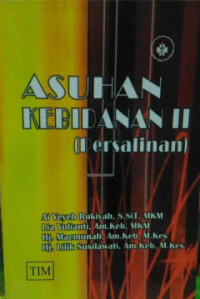 ASUHAN
KEBIDANAN II
(Persalinan)
Ai Yeyeh Rukiyah, S.SiT, MKM
Lia Yulianti, Am.Keb, MKM
Hj. Maemunah, Am.Keb, M.Kes
Hj. Lilik Susilawati, Am.Keb, M.Kes
TIM